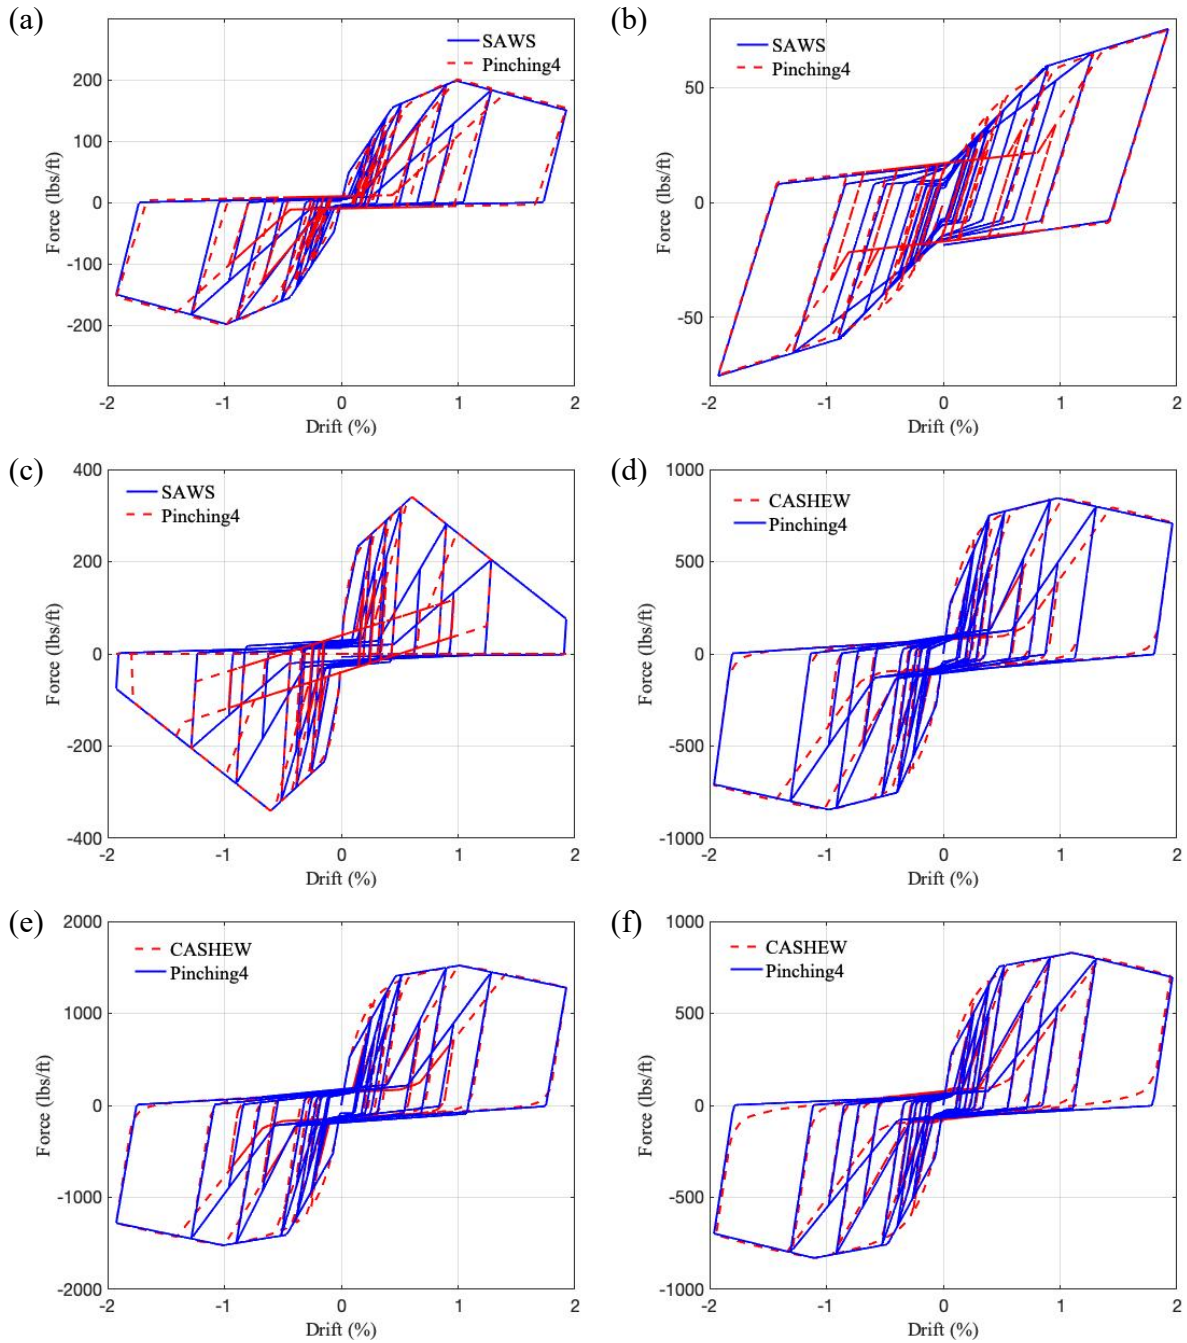 (a)
SAWS
Pinching4
200
100
0
-100
-200
-2 -1 0 1 2
Force (lbs/ft)
Drift (%)
(b)
SAWS
Pinching4
50
0
-50
-2 -1 0 1 2
Force (lbs/ft)
Drift (%)
(c)
SAWS
Pinching4
400
200
0
-200
-400
-2 -1 0 1 2
Force (lbs/ft)
Drift (%)
(d)
CASHEW
Pinching4
1000
500
0
-500
-1000
-2 -1 0 1 2
Force (lbs/ft)
Drift (%)
(e)
CASHEW
Pinching4
2000
1000
0
-1000
-2000
-2 -1 0 1 2
Force (lbs/ft)
Drift (%)
(f)
CASHEW
Pinching4
1000
500
0
-500
-1000
-2 -1 0 1 2
Force (lbs/ft)
Drift (%)